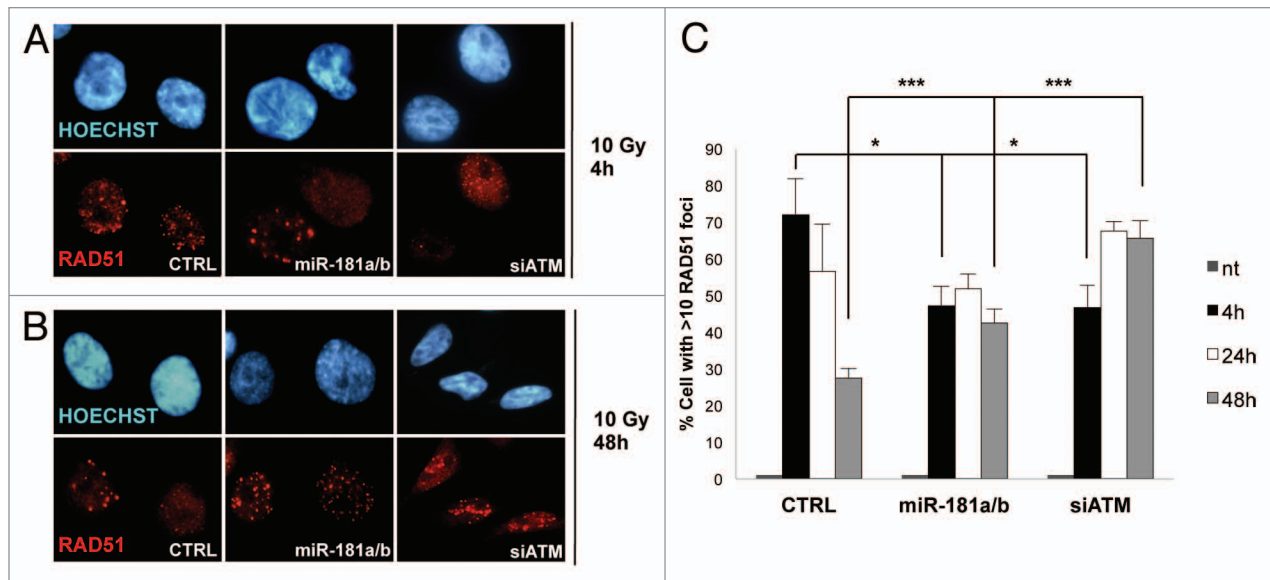 A
HOECHST
RAD51
CTRL
miR-181a/b
siATM
10 Gy
4h
B
HOECHST
RAD51
CTRL
miR-181a/b
siATM
10 Gy
48h
C
*** ***
* *
% Cell with >10 RAD51 foci
90
80
70
60
50
40
30
20
10
0
CTRL miR-181a/b siATM
nt
4h
24h
48h